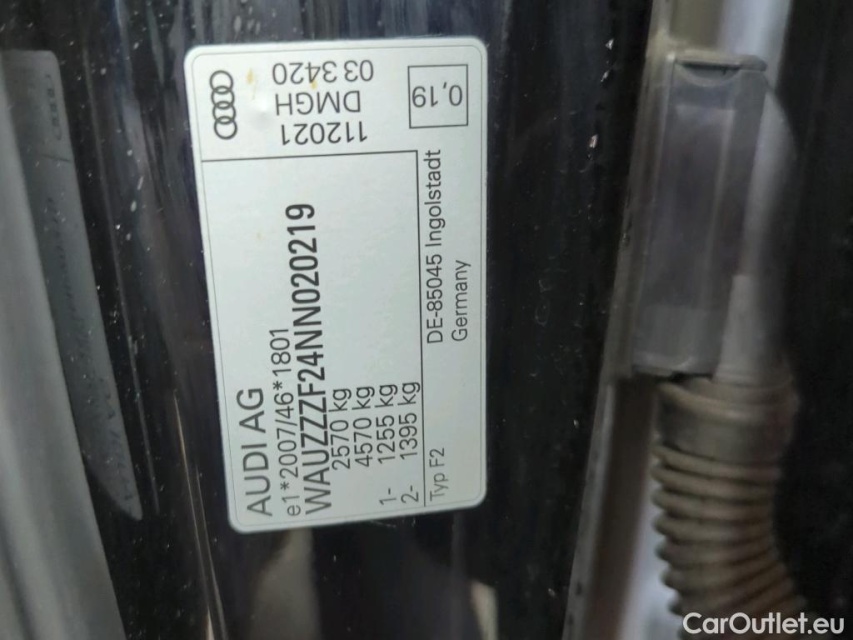 AUDI AG
e1*2007/46*1801
WAUZZZF24NN020219
2570 kg
4570 kg
1- 1255 kg
2- 1395 kg
Typ F2
DE-85045 Ingolstadt
Germany
112021
DMGH
03 3420
0,19
CarOutlet.eu